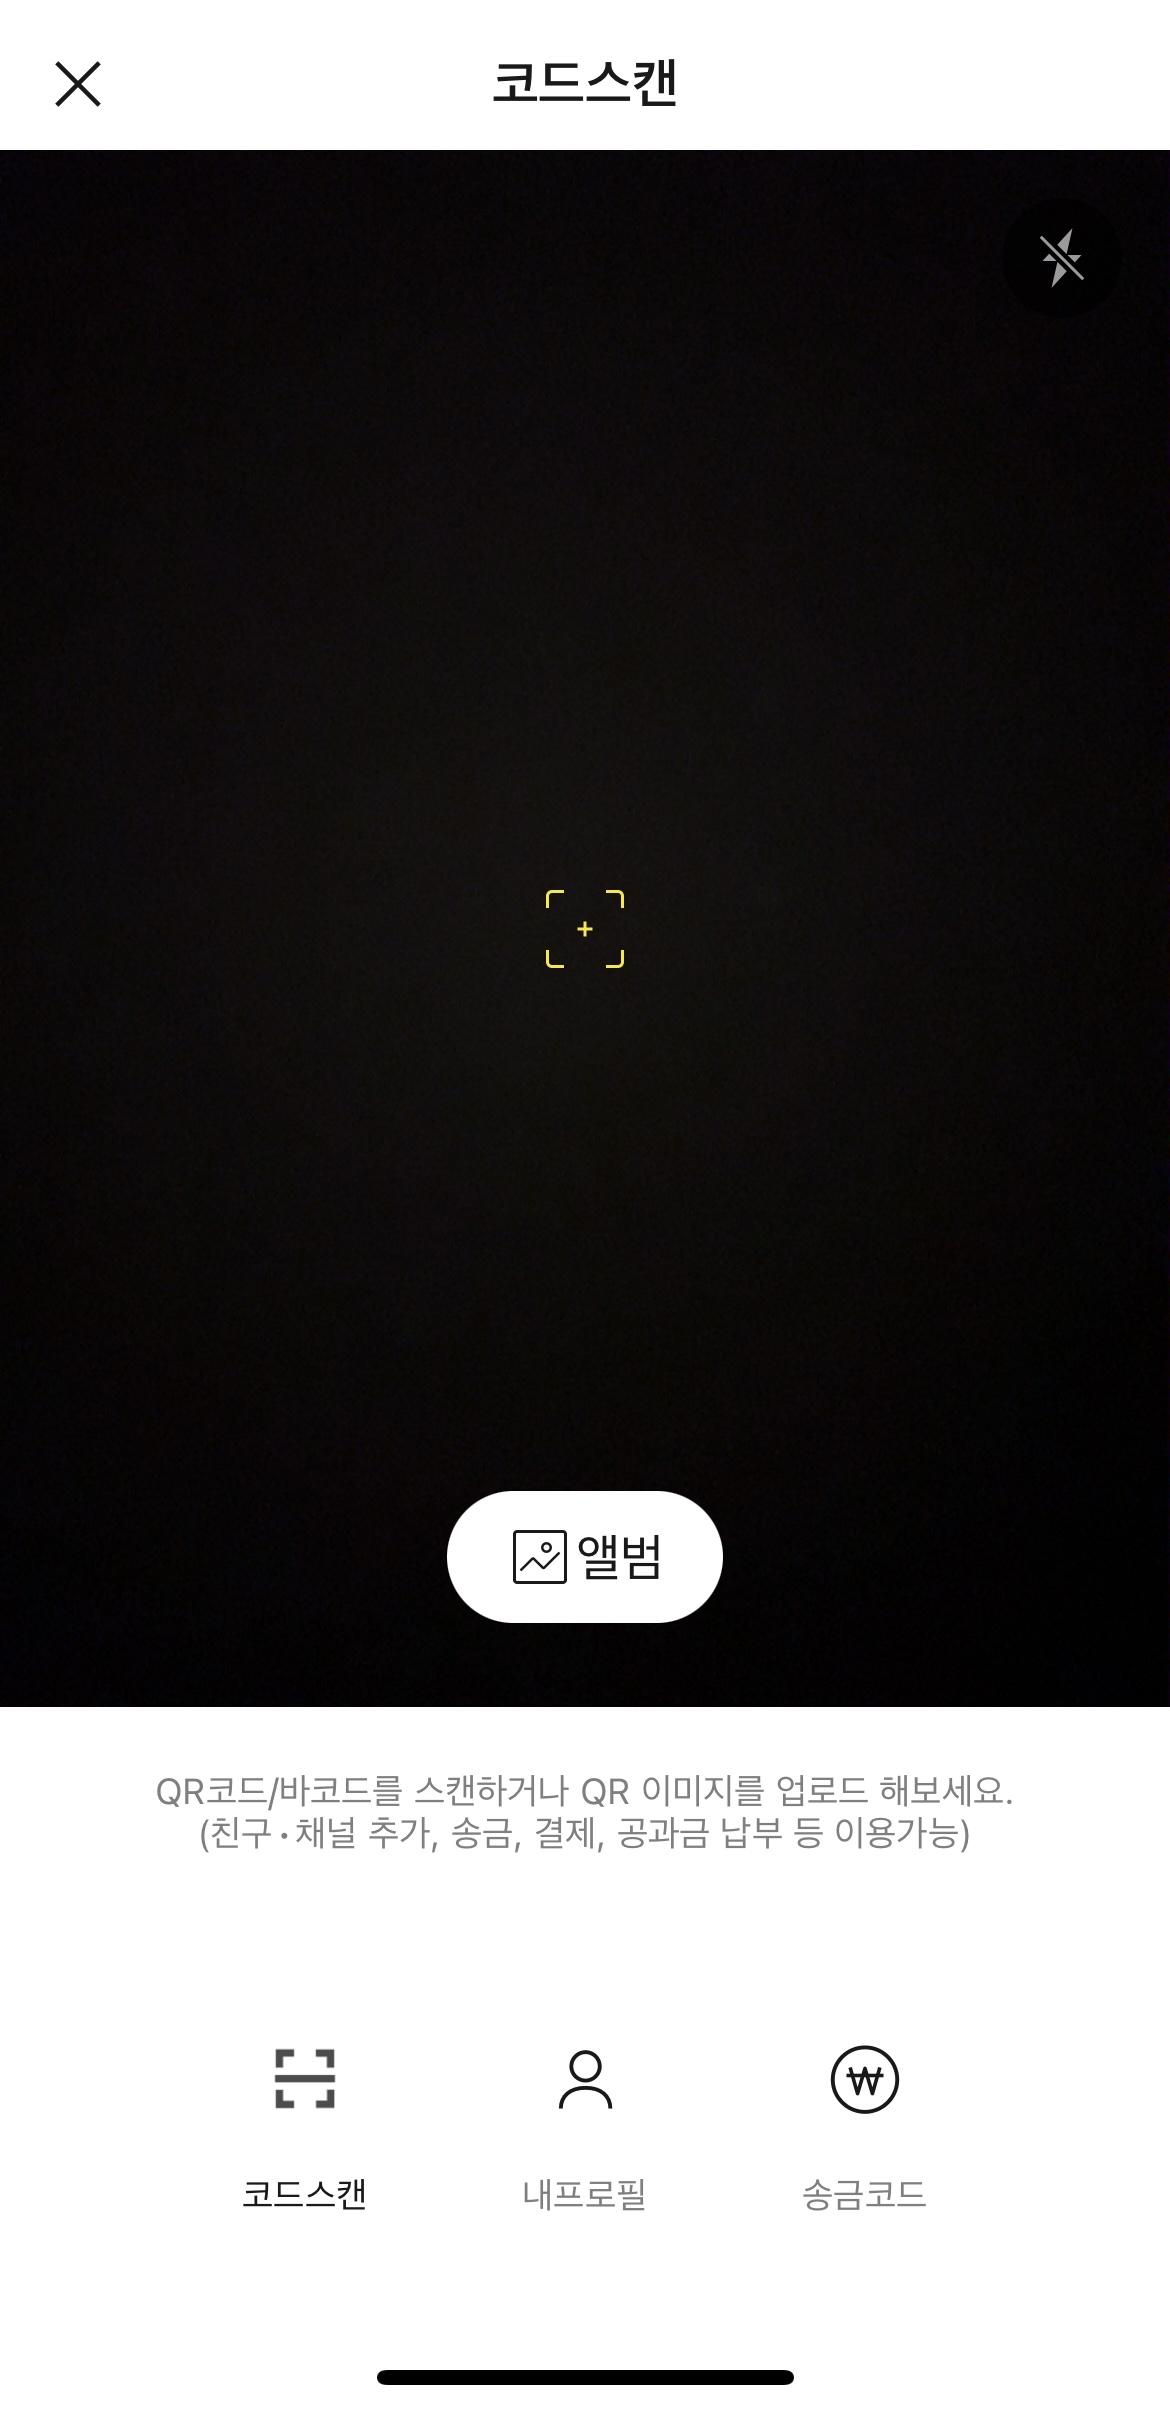 코드스캔
앨범
QR코드/바코드를 스캔하거나 QR 이미지를 업로드 해보세요.
(친구•채널 추가, 송금, 결제, 공과금 납부 등 이용가능)
코드스캔
내프로필
송금코드